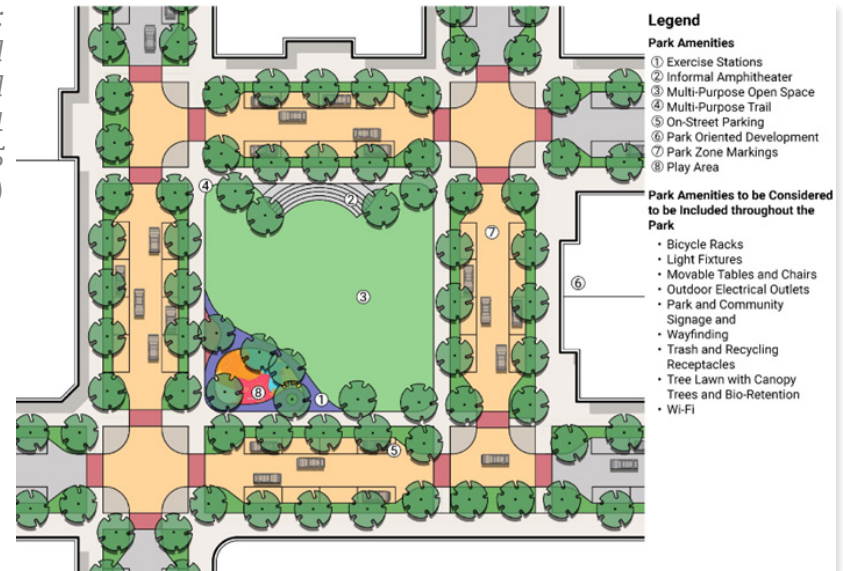 Legend
Park Amenities
① Exercise Stations
② Informal Amphitheater
③ Multi-Purpose Open Space
④ Multi-Purpose Trail
⑤ On-Street Parking
⑥ Park Oriented Development
⑦ Park Zone Markings
⑧ Play Area
Park Amenities to be Considered
to be Included throughout the
Park
• Bicycle Racks
• Light Fixtures
• Movable Tables and Chairs
• Outdoor Electrical Outlets
• Park and Community
Signage and
• Wayfinding
• Trash and Recycling
Receptacles
• Tree Lawn with Canopy
Trees and Bio-Retention
• Wi-Fi
④
②
⑦
⑥
③
⑧
①
⑤